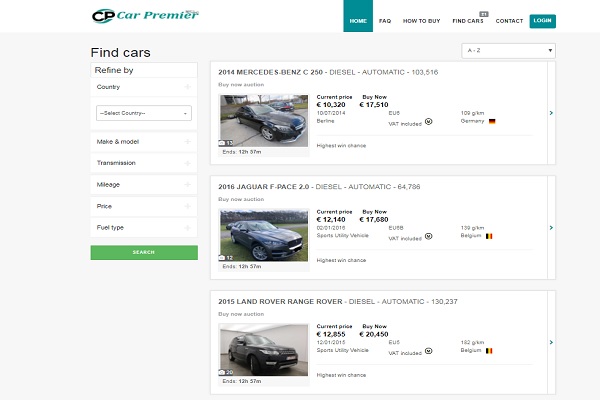 CP Car Premier
HOME FAQ HOW TO BUY FIND CARS 21 CONTACT LOGIN
Find cars
A - Z
Refine by
Country
--Select Country--
Make & model
Transmission
Mileage
Price
Fuel type
SEARCH
2014 MERCEDES-BENZ C 250 - DIESEL - AUTOMATIC - 103,516
Buy now auction
Current price Buy Now
€ 10,320 € 17,510
10/07/2014 EU6 109 g/km
Berline VAT included Germany
Highest win chance
13
Ends: 12h 57m
2016 JAGUAR F-PACE 2.0 - DIESEL - AUTOMATIC - 64,786
Buy now auction
Current price Buy Now
€ 12,140 € 17,680
02/01/2016 EU6B 139 g/km
Sports Utility Vehicle VAT included Belgium
Highest win chance
12
Ends: 12h 57m
2015 LAND ROVER RANGE ROVER - DIESEL - AUTOMATIC - 130,237
Buy now auction
Current price Buy Now
€ 12,855 € 20,450
12/01/2015 EU5 182 g/km
Sports Utility Vehicle VAT included Belgium
Highest win chance
20
Ends: 12h 57m